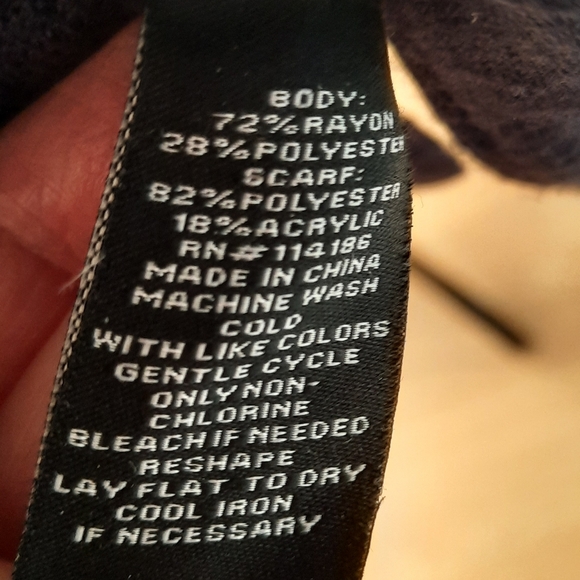 BODY:
72%RAYON
28%POLYESTER
SCARF:
82%POLYESTER
18%ACRYLIC
RN#114186
MADE IN CHINA
MACHINE WASH
COLD
WITH LIKE COLORS
GENTLE CYCLE
ONLY NON-
CHLORINE
BLEACH IF NEEDED
RESHAPE
LAY FLAT TO DRY
COOL IRON
IF NECESSARY